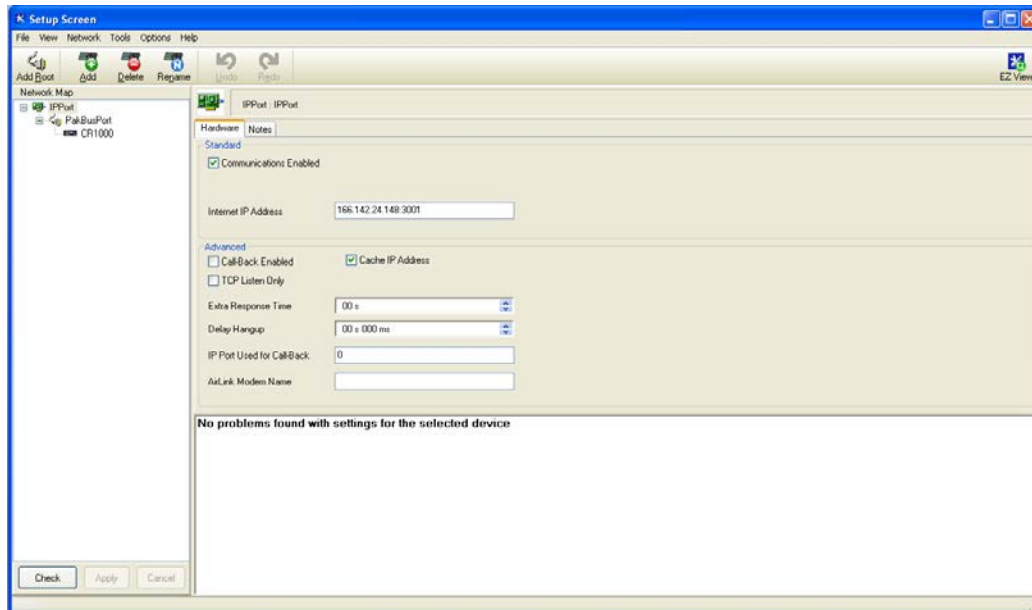 Setup Screen
File View Network Tools Options Help
Add Root Add Delete Rename Undo Redo EZ View
Network Map
IPPort
PakBusPort
CR1000
IPPort : IPPort
Hardware Notes
Standard
Communications Enabled
Internet IP Address 166.142.24.148:3001
Advanced
Call-Back Enabled Cache IP Address
TCP Listen Only
Extra Response Time 00 s
Delay Hangup 00 s 000 ms
IP Port Used for Call-Back 0
AirLink Modem Name
No problems found with settings for the selected device
Check Apply Cancel